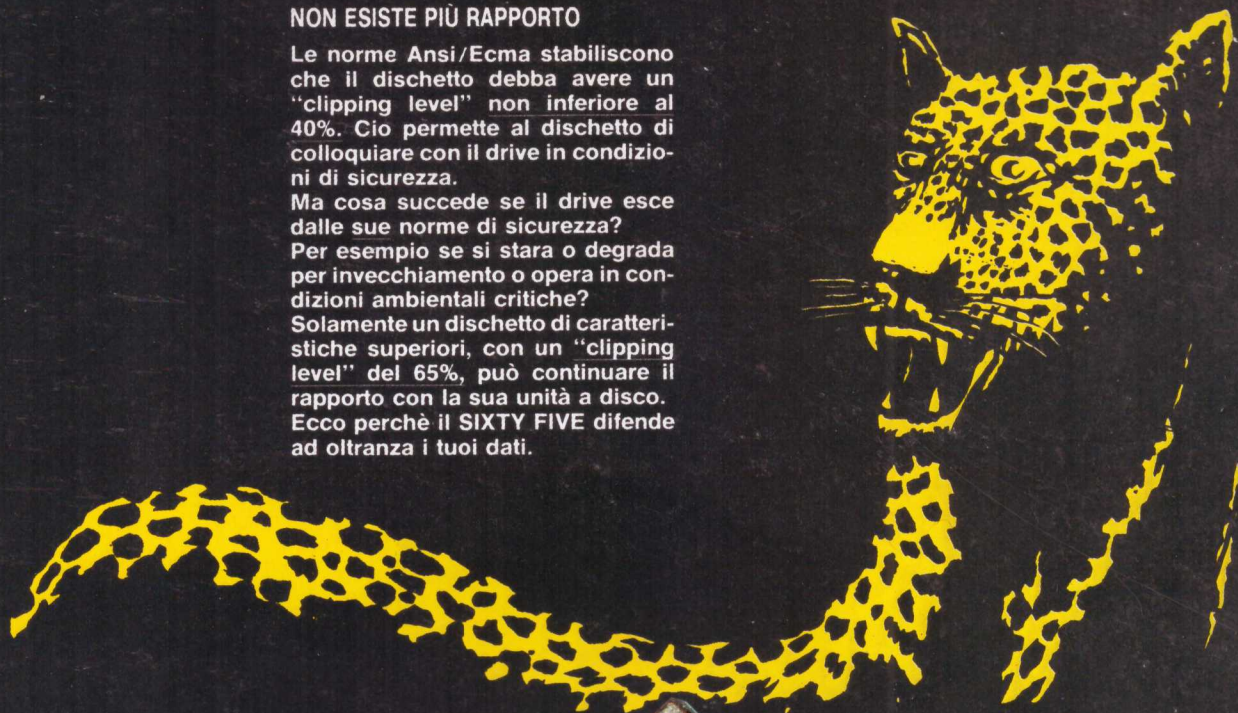 NON ESISTE PIÙ RAPPORTO
Le norme Ansi/Ecma stabiliscono
che il dischetto debba avere un
“clipping level” non inferiore al
40%. Cio permette al dischetto di
colloquiare con il drive in condizio-
ni di sicurezza.
Ma cosa succede se il drive esce
dalle sue norme di sicurezza?
Per esempio se si stara o degrada
per invecchiamento o opera in con-
dizioni ambientali critiche?
Solamente un dischetto di caratteri-
stiche superiori, con un “clipping
level” del 65%, può continuare il
rapporto con la sua unità a disco.
Ecco perchè il SIXTY FIVE difende
ad oltranza i tuoi dati.